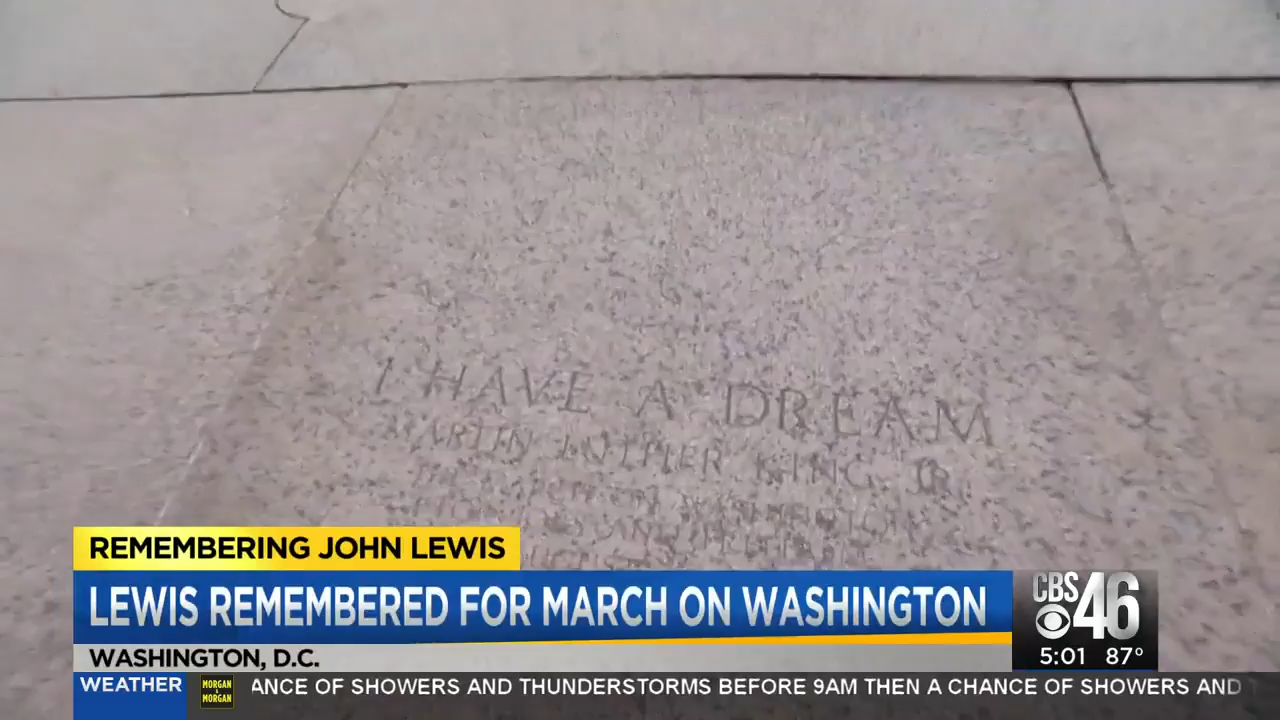 I HAVE A DREAM
MARTIN LUTHER KING, JR.
REMEMBERING JOHN LEWIS
LEWIS REMEMBERED FOR MARCH ON WASHINGTON
CBS 46
WASHINGTON, D.C.
5:01 87°
WEATHER
MORGAN & MORGAN
ANCE OF SHOWERS AND THUNDERSTORMS BEFORE 9AM THEN A CHANCE OF SHOWERS AND